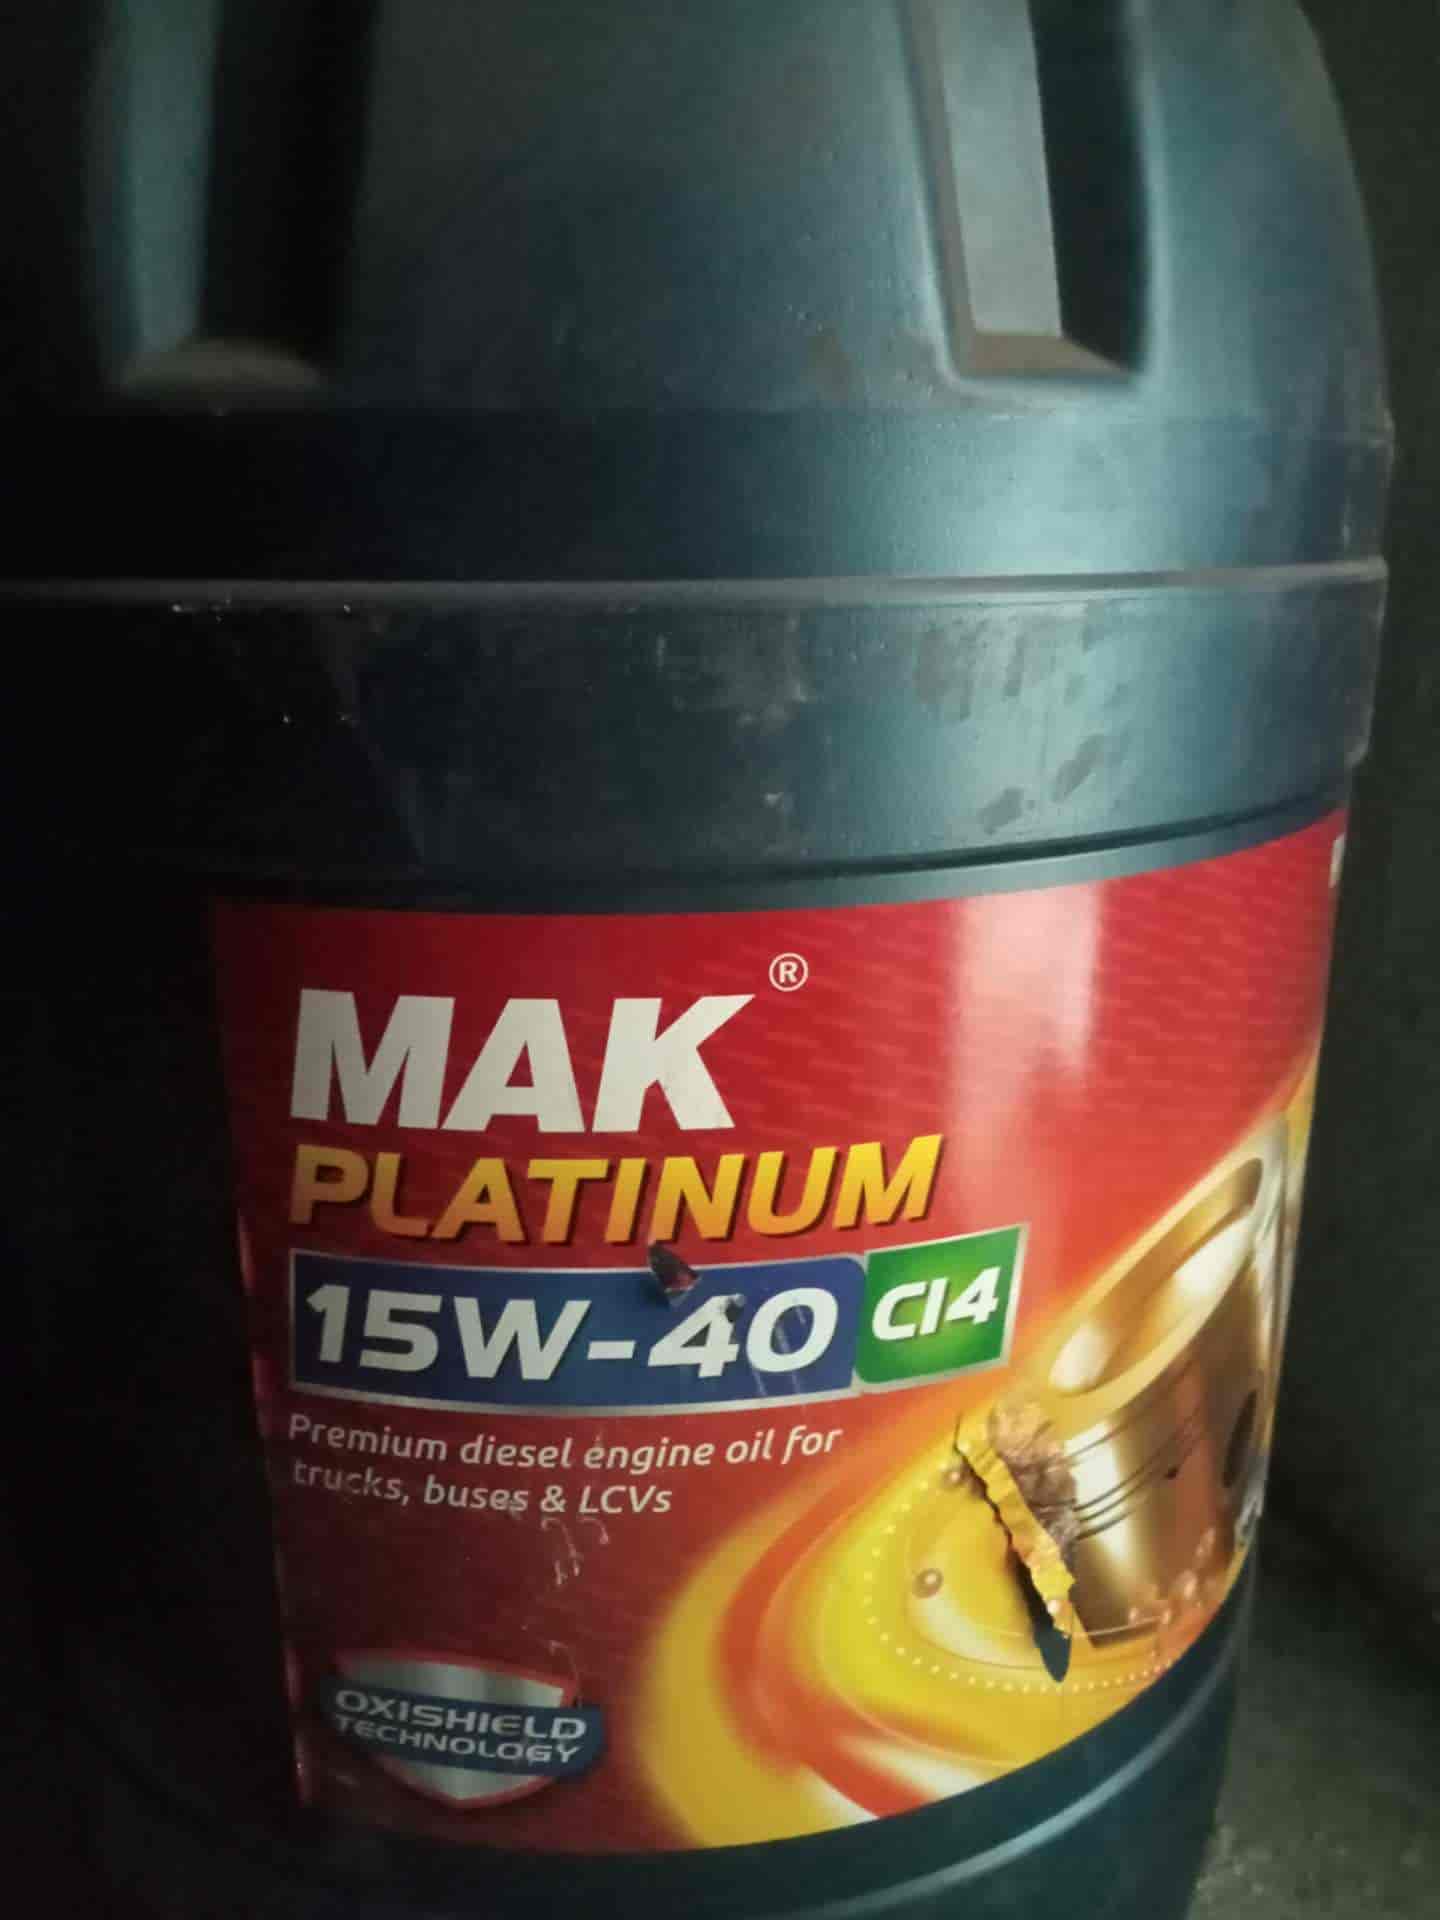 MAK®
PLATINUM
15W-40 CI4
Premium diesel engine oil for
trucks, buses & LCVs
OXISHIELD
TECHNOLOGY